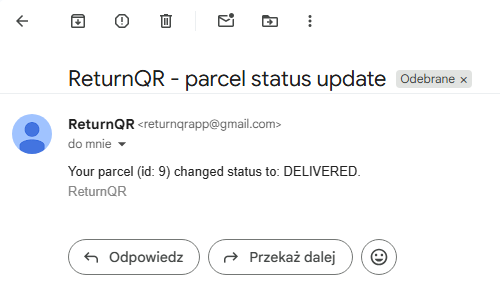 ReturnQR - parcel status update Odebrane ×
ReturnQR <returnqrapp@gmail.com>
do mnie
Your parcel (id: 9) changed status to: DELIVERED.
ReturnQR
Odpowiedz Przekaż dalej